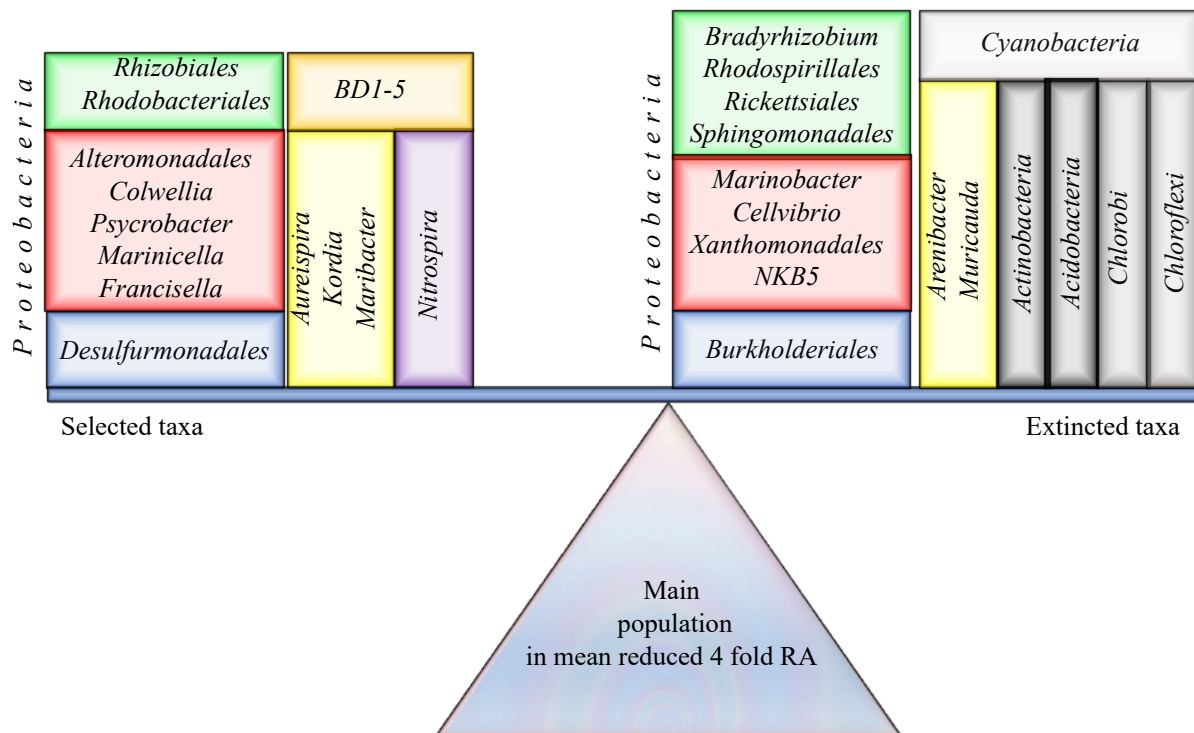 Proteobacteria
Rhizobiales
Rhodobacteriales
Alteromonadales
Colwellia
Psycrobacter
Marinicella
Francisella
Desulfurmonadales
BD1-5
Aureispira
Kordia
Maribacter
Nitrospira
Proteobacteria
Bradyrhizobium
Rhodospirillales
Rickettsiales
Sphingomonadales
Marinobacter
Cellvibrio
Xanthomonadales
NKB5
Burkholderiales
Cyanobacteria
Arenibacter
Muricauda
Actinobacteria
Acidobacteria
Chlorobi
Chloroflexi
Selected taxa
Extincted taxa
Main
population
in mean reduced 4 fold RA